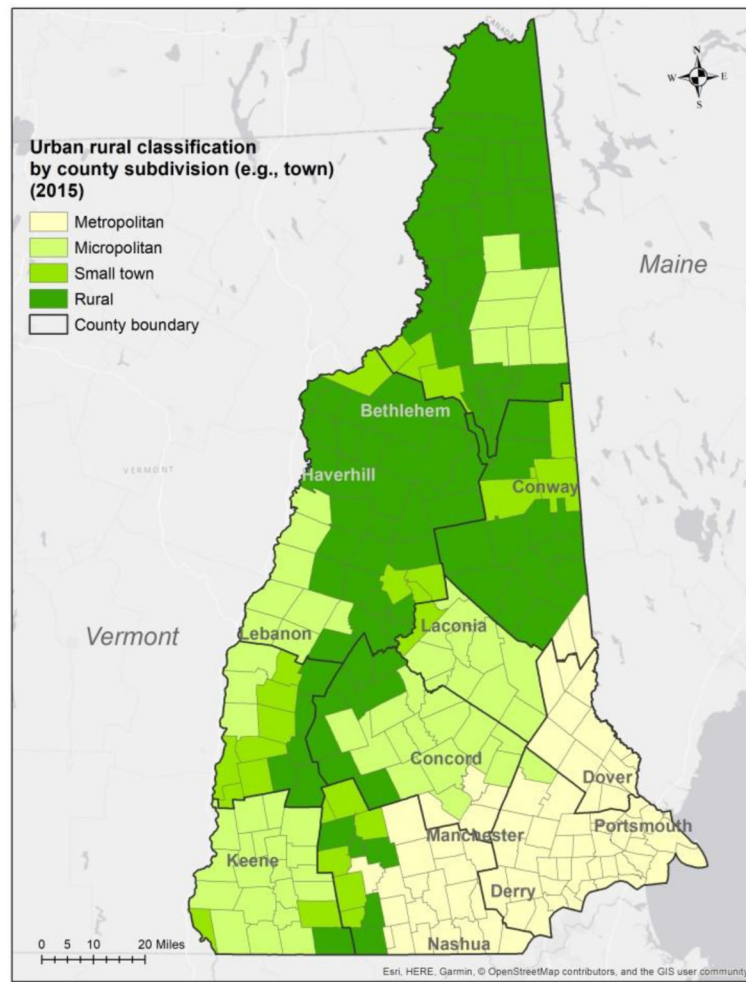 CANADA
N
W E
S
Urban rural classification
by county subdivision (e.g., town)
(2015)
Metropolitan
Micropolitan
Small town
Rural
County boundary
Maine
Bethlehem
VERMONT
Haverhill
Conway
Vermont
Lebanon
Laconia
Concord
Dover
Portsmouth
Manchester
Keene
Derry
Nashua
0 5 10 20 Miles
Esri, HERE, Garmin, © OpenStreetMap contributors, and the GIS user community